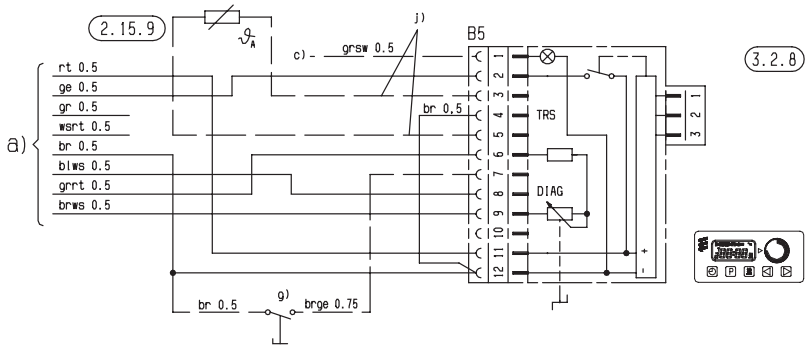 2.15.9
ϑA
j)
B5
c)
grsw 0.5
3.2.8
rt 0.5
ge 0.5
gr 0.5
wsrt 0.5
br 0.5
blws 0.5
grrt 0.5
brws 0.5
a)
br 0,5
1
2
3
4
5
6
7
8
9
10
11
12
TRS
DIAG
+
-
1
2
3
P
br 0.5
g)
brge 0.75